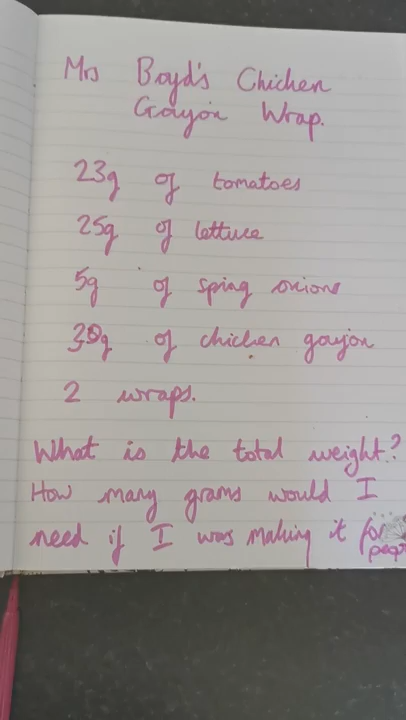 Mrs Boyd's Chicken
Goujon Wrap.
23g of tomatoes
25g of lettuce
5g of spring onions
30g of chicken goujon
2 wraps.
What is the total weight?
How many grams would I
need if I was making it for